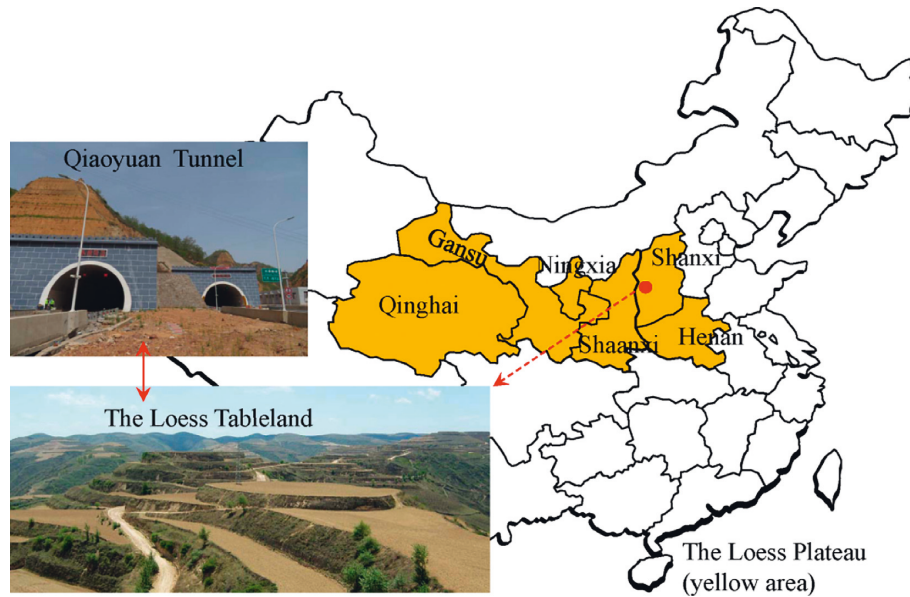 Qiaoyuan Tunnel
Gansu
Ningxia
Shanxi
Qinghai
Shaanxi
Henan
The Loess Tableland
The Loess Plateau
(yellow area)